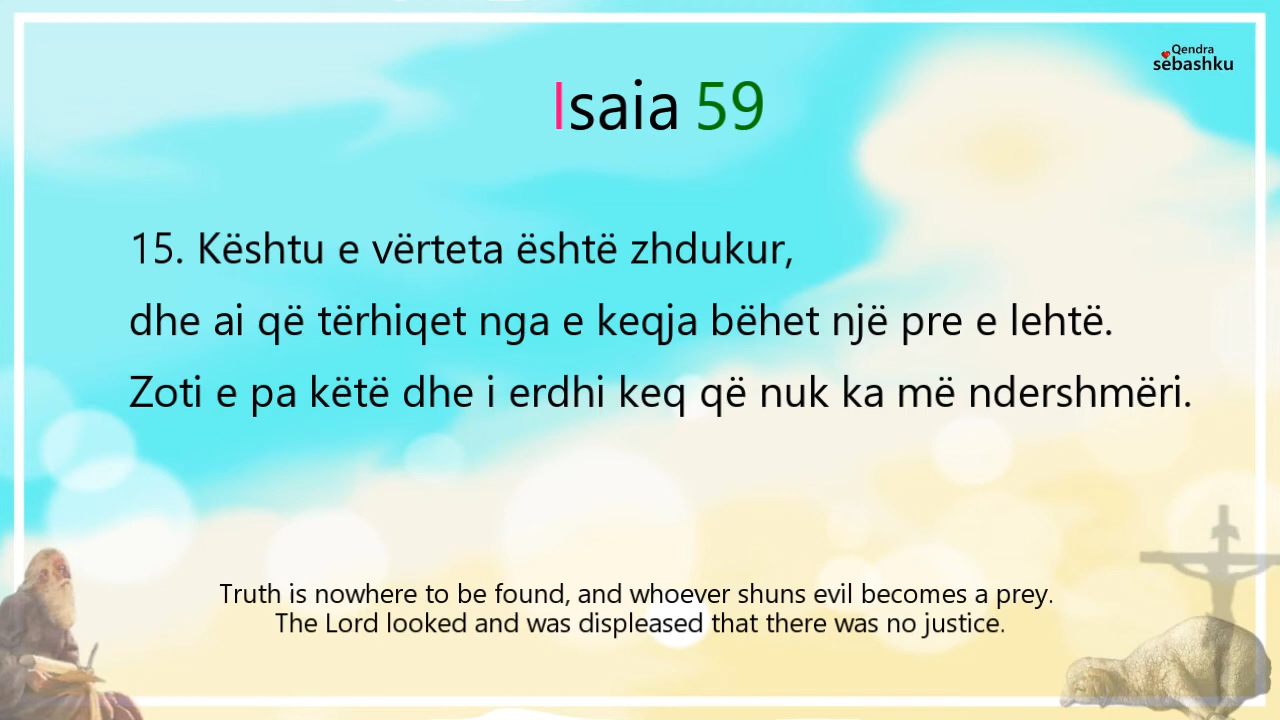 Qendra
sebashku
Isaia 59
15. Kështu e vërteta është zhdukur,
dhe ai që tërhiqet nga e keqja bëhet një pre e lehtë.
Zoti e pa këtë dhe i erdhi keq që nuk ka më ndershmëri.
Truth is nowhere to be found, and whoever shuns evil becomes a prey.
The Lord looked and was displeased that there was no justice.